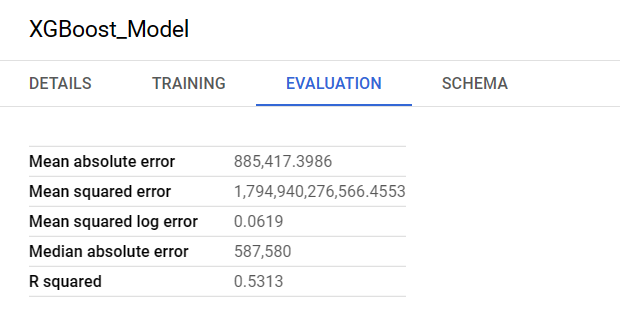 XGBoost_Model
DETAILS TRAINING EVALUATION SCHEMA
Mean absolute error 885,417.3986
Mean squared error 1,794,940,276,566.4553
Mean squared log error 0.0619
Median absolute error 587,580
R squared 0.5313